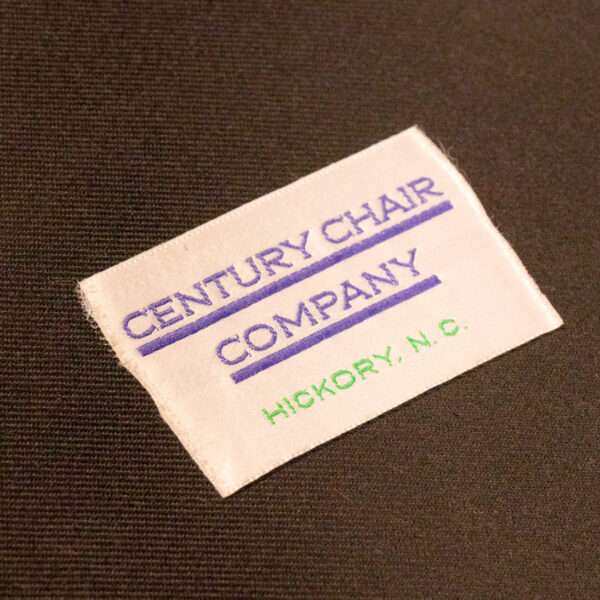 CENTURY CHAIR
COMPANY
HICKORY, N.C.